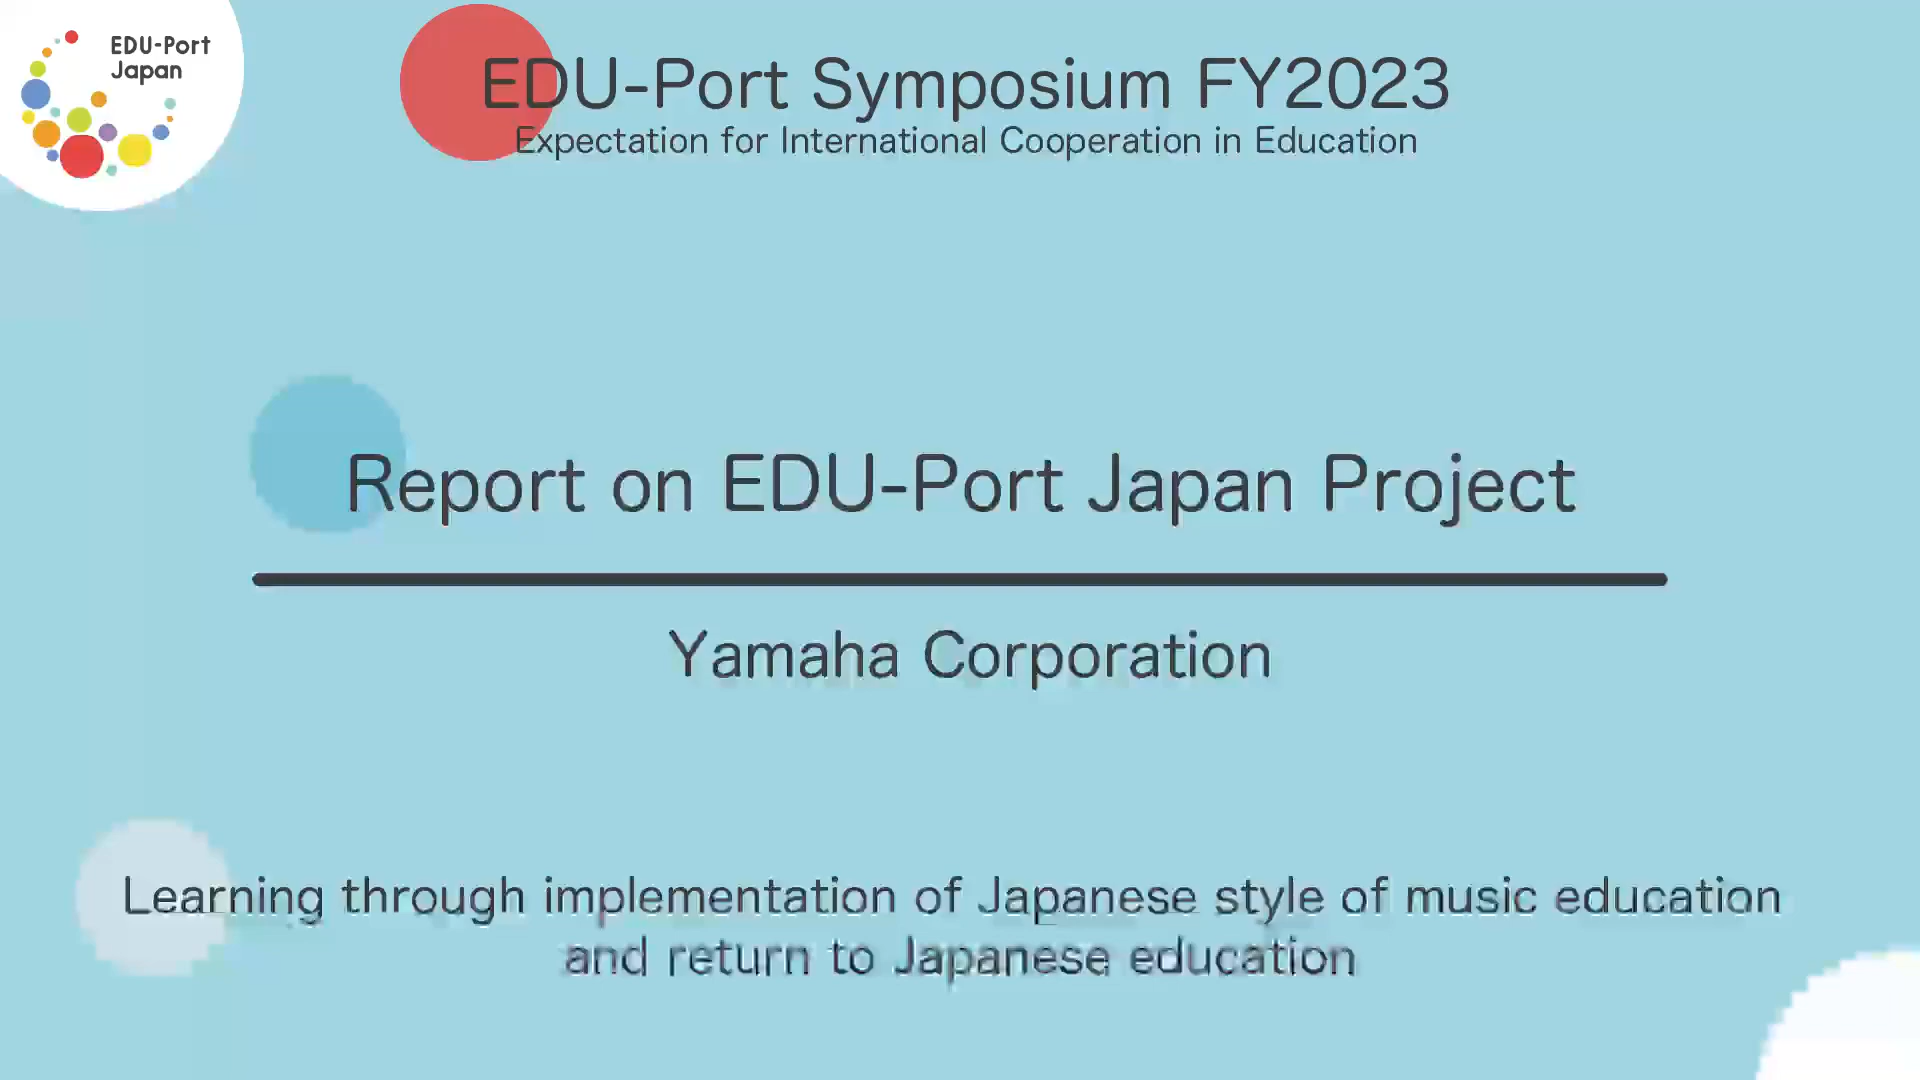 EDU-Port
Japan
EDU-Port Symposium FY2023
Expectation for International Cooperation in Education
Report on EDU-Port Japan Project
Yamaha Corporation
Learning through implementation of Japanese style of music education
and return to Japanese education